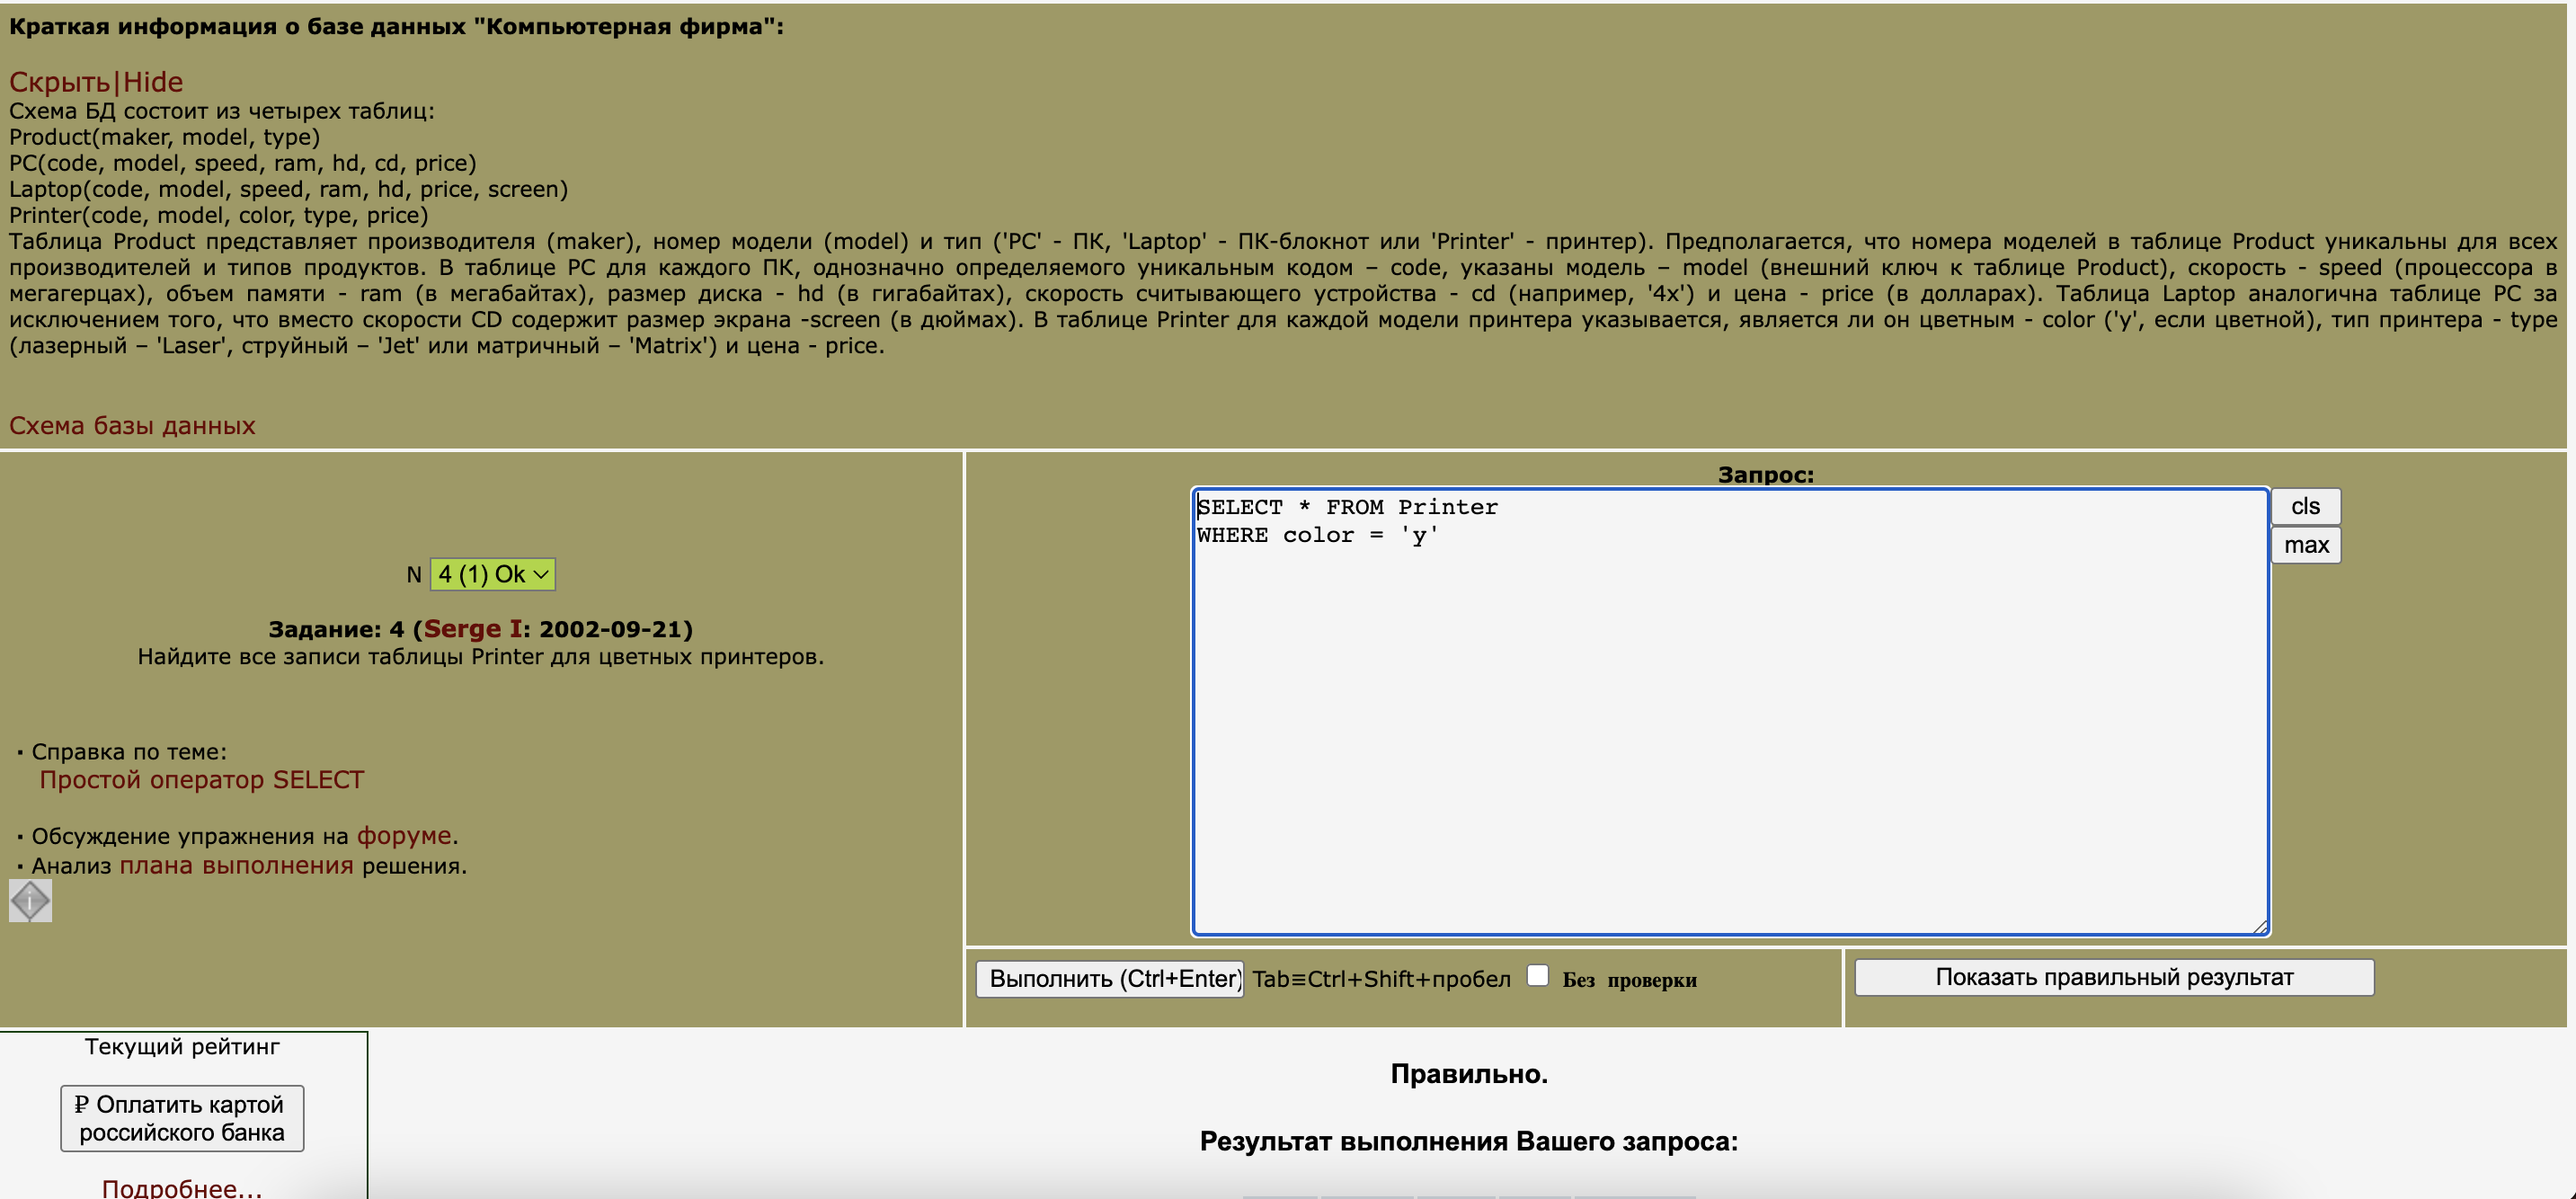 Краткая информация о базе данных "Компьютерная фирма":
Скрыть|Hide
Схема БД состоит из четырех таблиц:
Product(maker, model, type)
PC(code, model, speed, ram, hd, cd, price)
Laptop(code, model, speed, ram, hd, price, screen)
Printer(code, model, color, type, price)
Таблица Product представляет производителя (maker), номер модели (model) и тип ('PC' - ПК, 'Laptop' - ПК-блокнот или 'Printer' - принтер). Предполагается, что номера моделей в таблице Product уникальны для всех
производителей и типов продуктов. В таблице PC для каждого ПК, однозначно определяемого уникальным кодом – code, указаны модель – model (внешний ключ к таблице Product), скорость - speed (процессора в
мегагерцах), объем памяти - ram (в мегабайтах), размер диска - hd (в гигабайтах), скорость считывающего устройства - cd (например, '4x') и цена - price (в долларах). Таблица Laptop аналогична таблице РС за
исключением того, что вместо скорости CD содержит размер экрана -screen (в дюймах). В таблице Printer для каждой модели принтера указывается, является ли он цветным - color ('y', если цветной), тип принтера - type
(лазерный – 'Laser', струйный – 'Jet' или матричный – 'Matrix') и цена - price.
Схема базы данных
N 4 (1) Ok
Задание: 4 (Serge I: 2002-09-21)
Найдите все записи таблицы Printer для цветных принтеров.
· Справка по теме:
Простой оператор SELECT
· Обсуждение упражнения на форуме.
· Анализ плана выполнения решения.
Запрос:
SELECT * FROM Printer
WHERE color = 'y'
cls
max
Выполнить (Ctrl+Enter) Tab≡Ctrl+Shift+пробел Без проверки
Показать правильный результат
Текущий рейтинг
₽ Оплатить картой
российского банка
Подробнее...
Правильно.
Результат выполнения Вашего запроса: